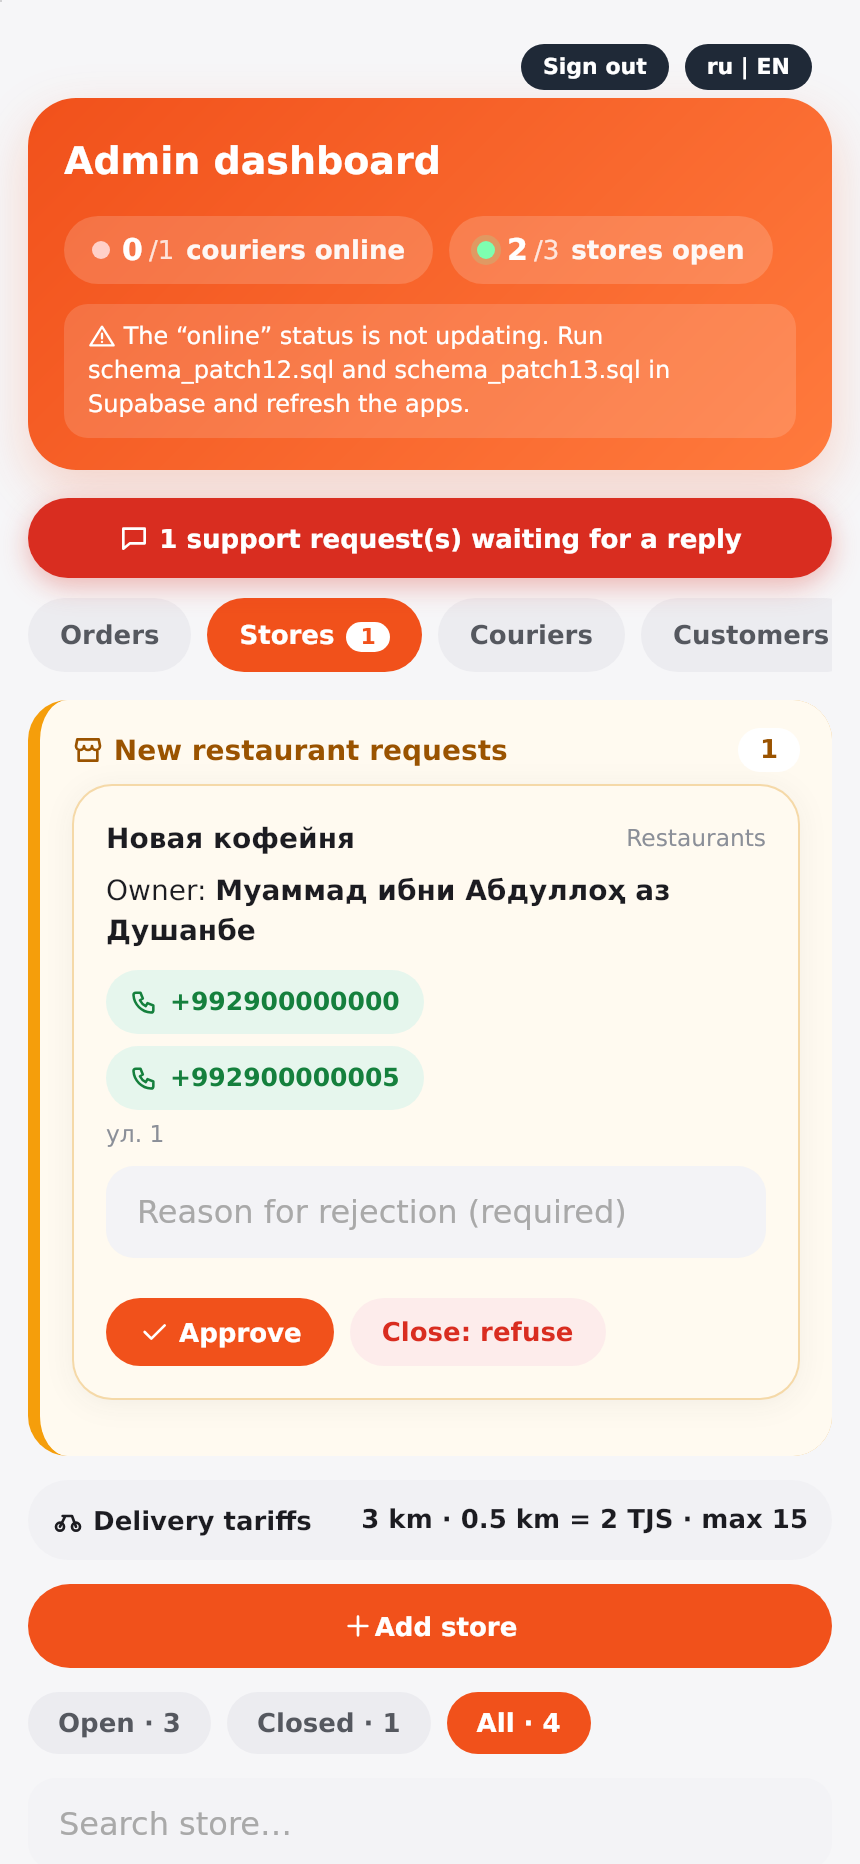 Sign out
ru | EN
Admin dashboard
0 /1 couriers online
2 /3 stores open
⚠ The “online” status is not updating. Run
schema_patch12.sql and schema_patch13.sql in
Supabase and refresh the apps.
1 support request(s) waiting for a reply
Orders
Stores 1
Couriers
Customers
New restaurant requests
1
Новая кофейня
Restaurants
Owner: Муаммад ибни Абдуллоҳ аз
Душанбе
+992900000000
+992900000005
ул. 1
Reason for rejection (required)
Approve
Close: refuse
Delivery tariffs
3 km · 0.5 km = 2 TJS · max 15
+ Add store
Open · 3
Closed · 1
All · 4
Search store...